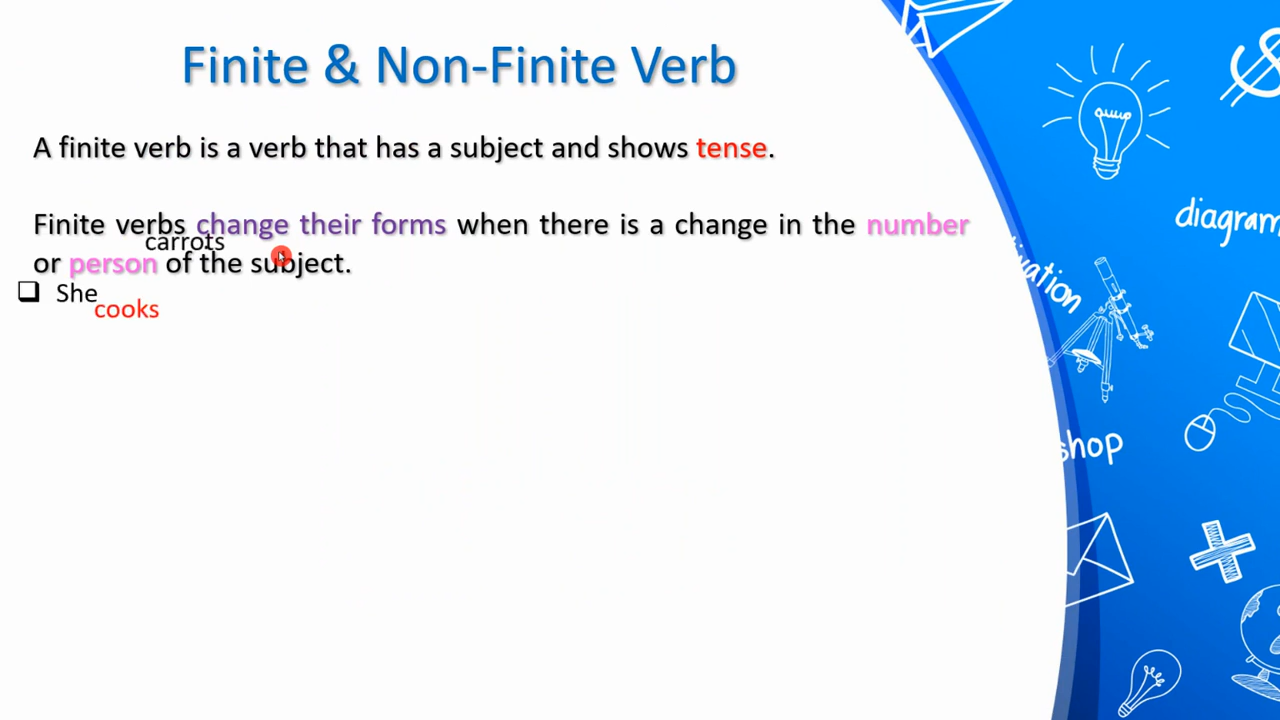 Finite & Non-Finite Verb
A finite verb is a verb that has a subject and shows tense.
Finite verbs change their forms when there is a change in the number
carrots
or person of the subject.
She
cooks
diagram
ivation
shop